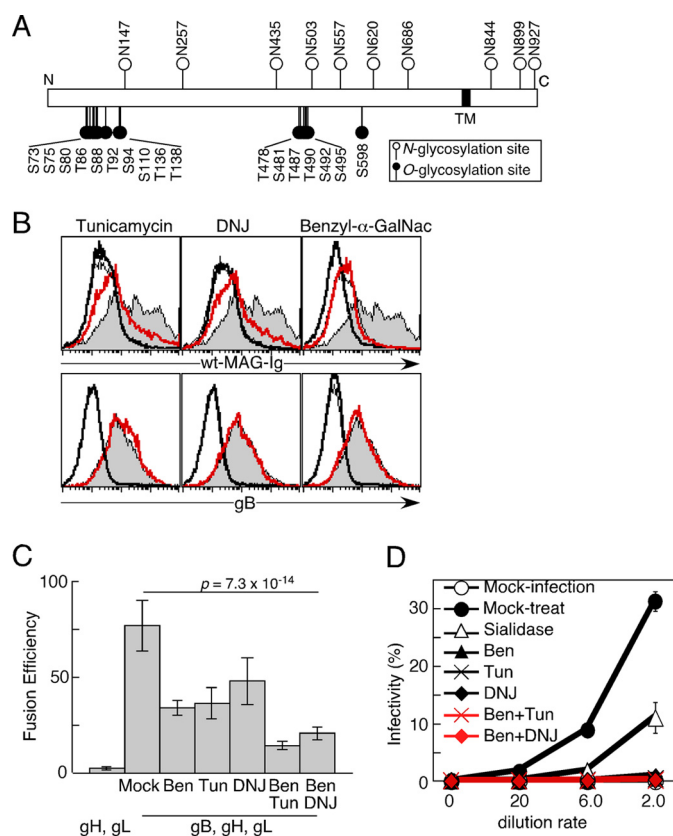 A
N147
N257
N435
N503
N557
N620
N686
N844
N899
N927
N
C
TM
S73
S75
S80
T86
S88
T92
S94
S110
T136
T138
T478
S481
T487
T490
S492
S495
S598
N-glycosylation site
O-glycosylation site
B
Tunicamycin
DNJ
Benzyl-α-GalNac
wt-MAG-Ig
gB
C
p = 7.3 x 10-14
Fusion Efficiency
100
50
0
Mock
Ben
Tun
DNJ
Ben Tun
Ben DNJ
gH, gL
gB, gH, gL
D
Mock-infection
Mock-treat
Sialidase
Ben
Tun
DNJ
Ben+Tun
Ben+DNJ
Infectivity (%)
30
20
10
0
0
20
6.0
2.0
dilution rate